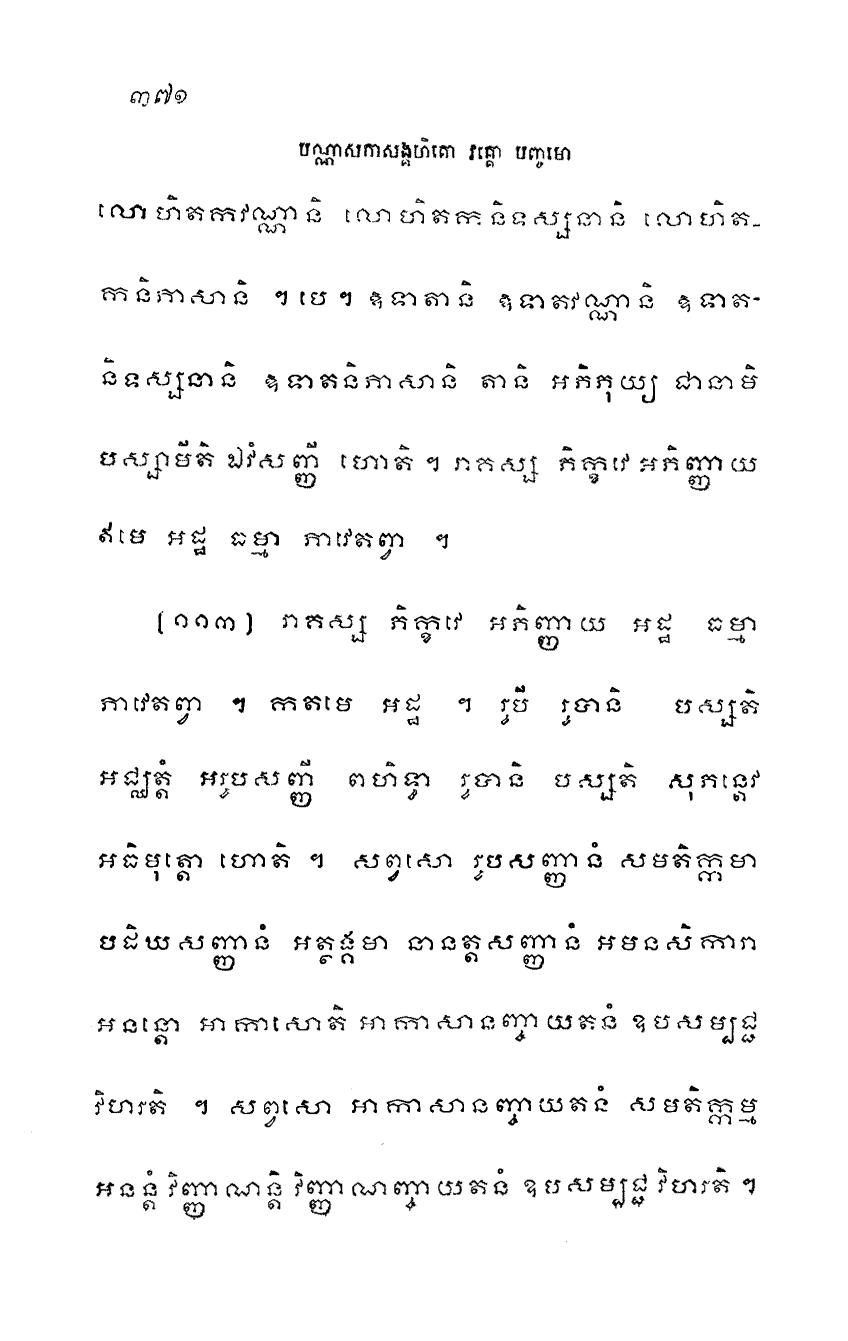 ៣៧១
បណ្ណាសកាសង្គហិតោ វគ្គោ បញ្ចមោ
លោហិតកវណ្ណានិ លោហិតកនិទស្សនានិ លោហិត-
កនិភាសានិ ។ បេ ។ ឱទាតានិ ឱទាតវណ្ណានិ ឱទាត-
និទស្សនានិ ឱទាតនិភាសានិ តានិ អភិភុយ្យ ជានាមិ
បស្សាមីតិ ឯវំសញ្ញី ហោតិ ។ រាគស្ស ភិក្ខវេ អភិញ្ញាយ
ឥមេ អដ្ឋ ធម្មា ភាវេតព្វា ។
(១១៣) រាគស្ស ភិក្ខវេ អភិញ្ញាយ អដ្ឋ ធម្មា
ភាវេតព្វា ។ កតមេ អដ្ឋ ។ រូបី រូបានិ បស្សតិ
អជ្ឈត្តំ អរូបសញ្ញី ពហិទ្ធា រូបានិ បស្សតិ សុភន្តេវ
អធិមុត្តោ ហោតិ ។ សព្វសោ រូបសញ្ញានំ សមតិក្កមា
បដិឃសញ្ញានំ អត្ថង្គមា នានត្តសញ្ញានំ អមនសិការា
អនន្តោ អាកាសោតិ អាកាសានញ្ចាយតនំ ឧបសម្បជ្ជ
វិហរតិ ។ សព្វសោ អាកាសានញ្ចាយតនំ សមតិក្កម្ម
អនន្តំ វិញ្ញាណន្តិ វិញ្ញាណញ្ចាយតនំ ឧបសម្បជ្ជ វិហរតិ ។